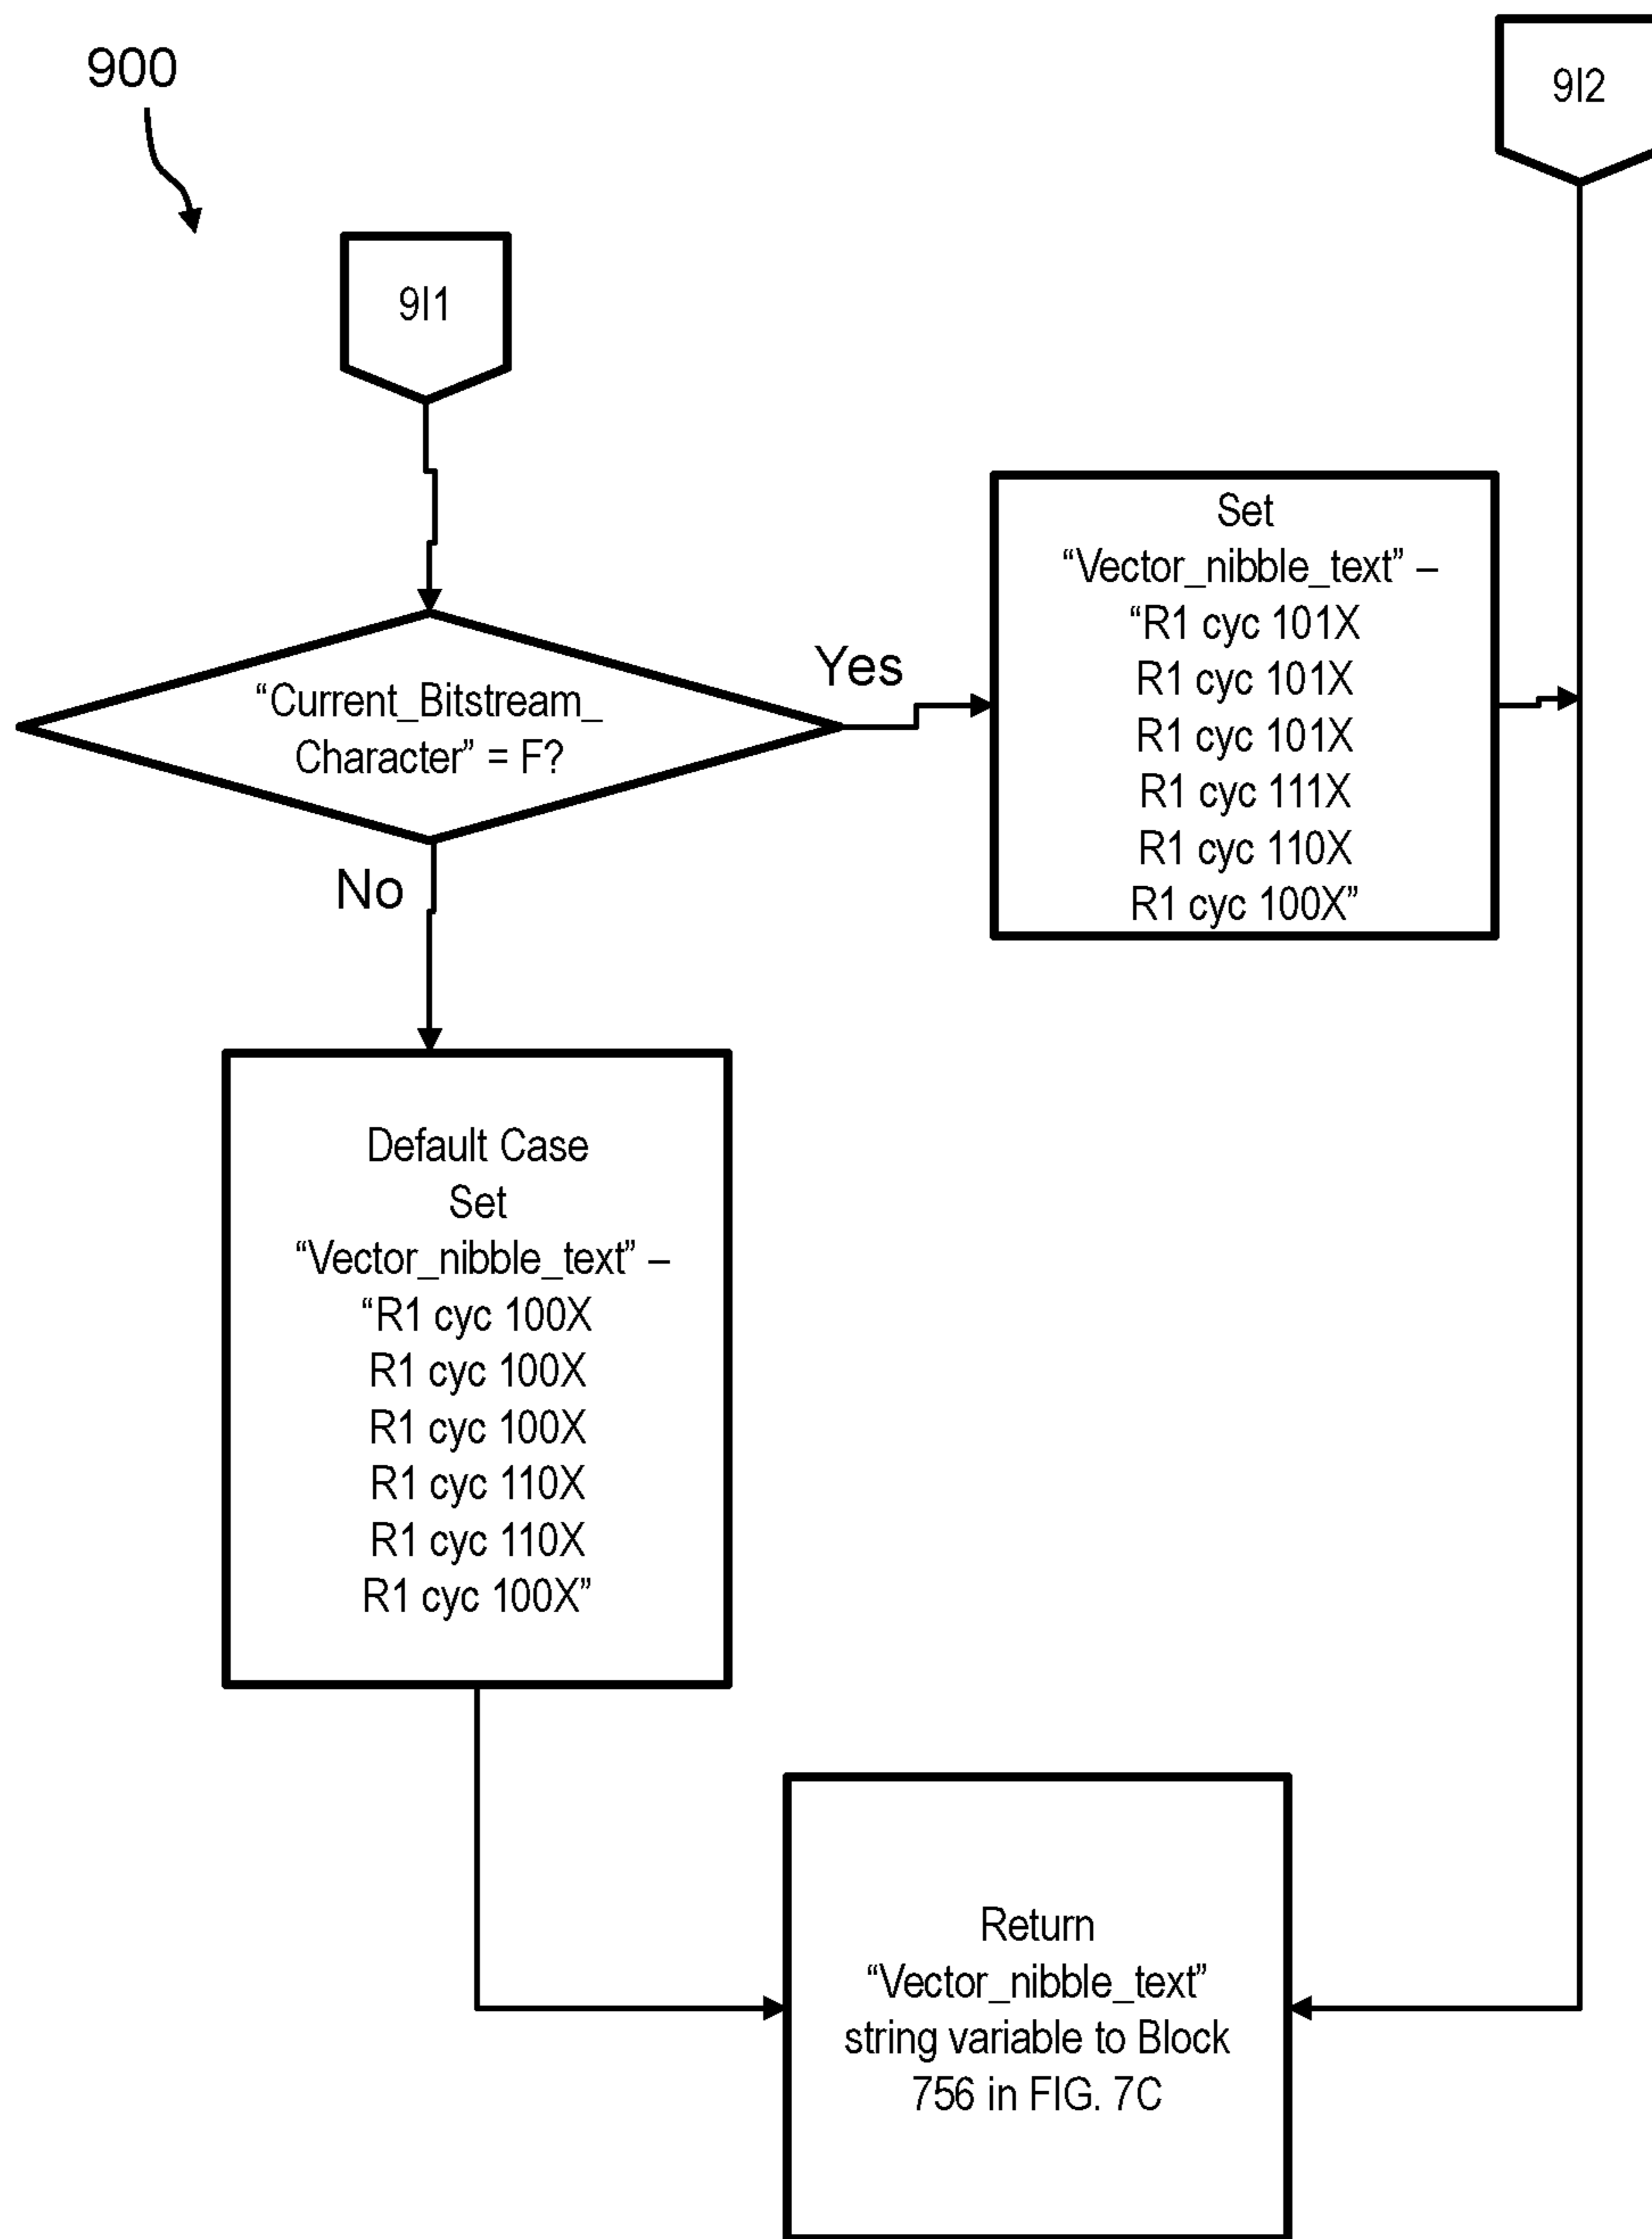 900
9I2
9I1
“Current_Bitstream_
Character” = F?
Yes
No
Set
“Vector_nibble_text” –
“R1 cyc 101X
R1 cyc 101X
R1 cyc 101X
R1 cyc 111X
R1 cyc 110X
R1 cyc 100X”
Default Case
Set
“Vector_nibble_text” –
“R1 cyc 100X
R1 cyc 100X
R1 cyc 100X
R1 cyc 110X
R1 cyc 110X
R1 cyc 100X”
Return
“Vector_nibble_text”
string variable to Block
756 in FIG. 7C